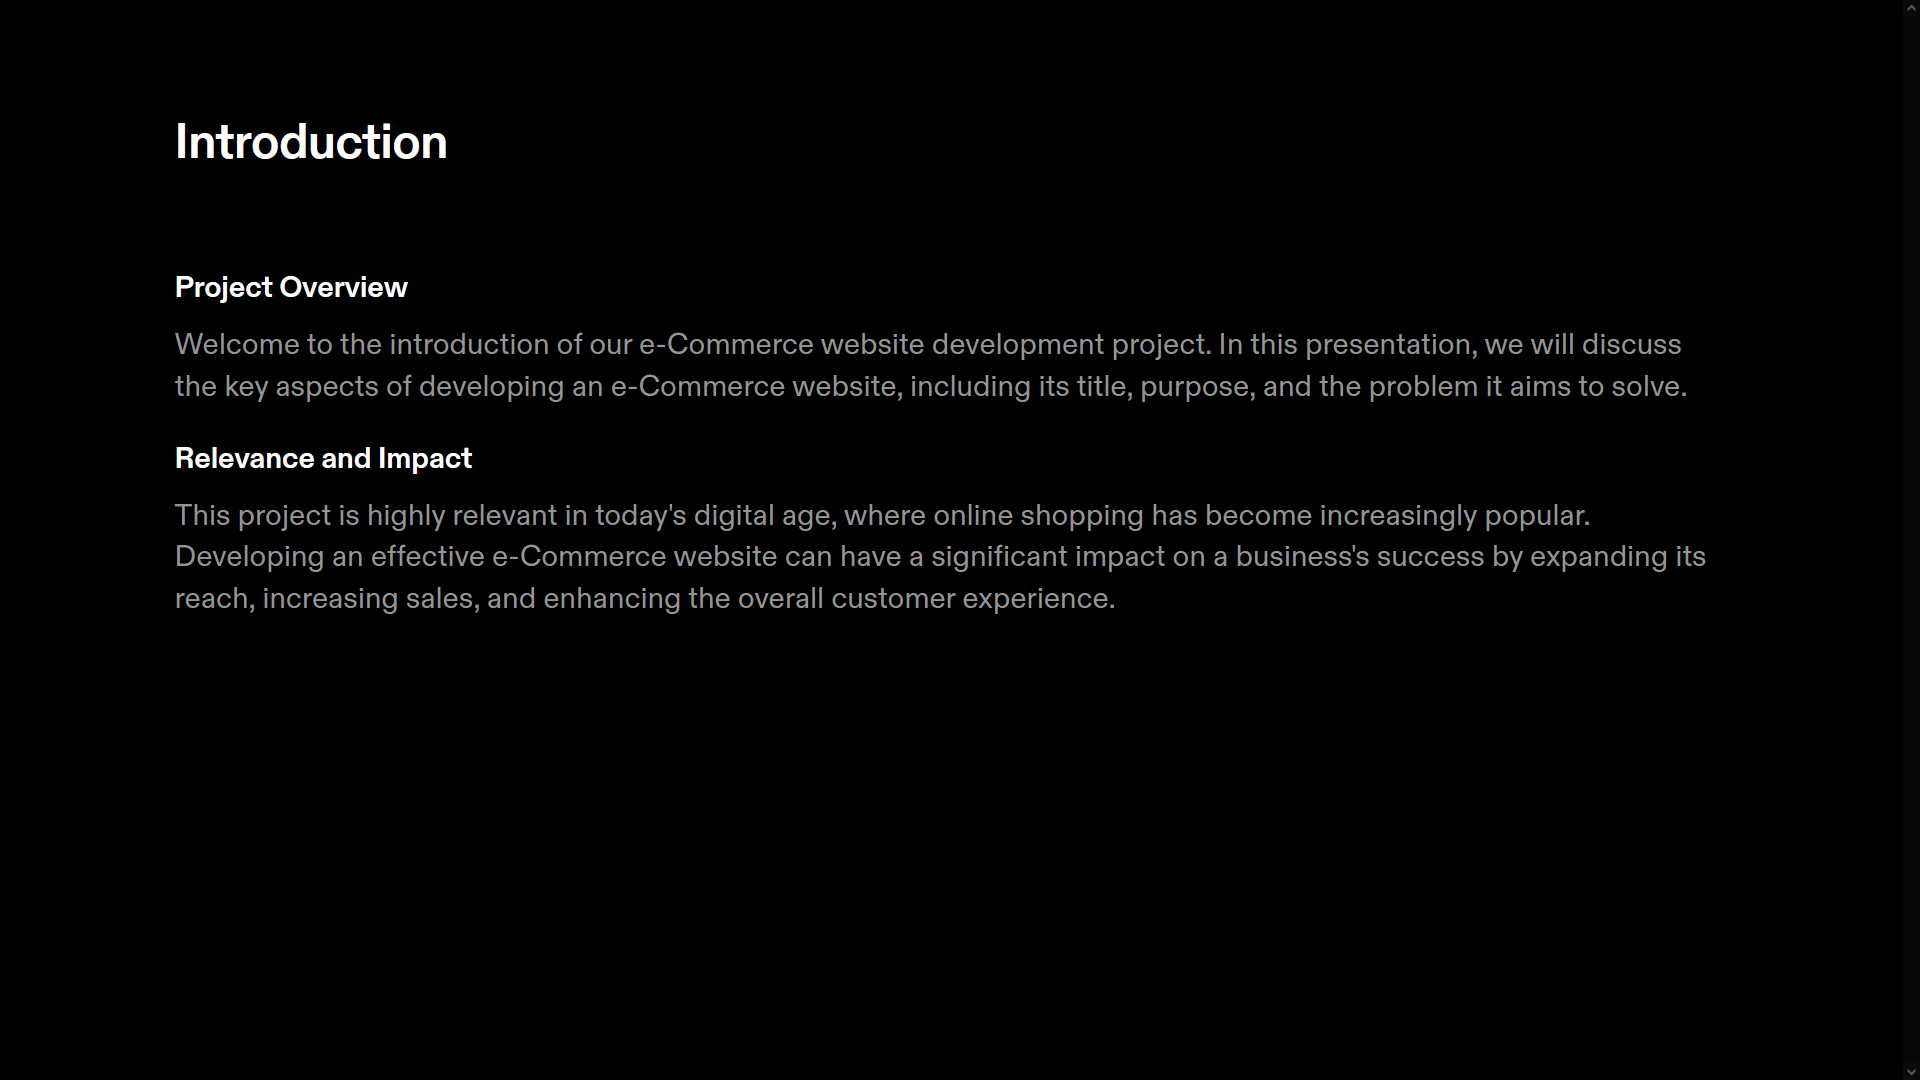 Introduction
Project Overview
Welcome to the introduction of our e-Commerce website development project. In this presentation, we will discuss
the key aspects of developing an e-Commerce website, including its title, purpose, and the problem it aims to solve.
Relevance and Impact
This project is highly relevant in today's digital age, where online shopping has become increasingly popular.
Developing an effective e-Commerce website can have a significant impact on a business's success by expanding its
reach, increasing sales, and enhancing the overall customer experience.